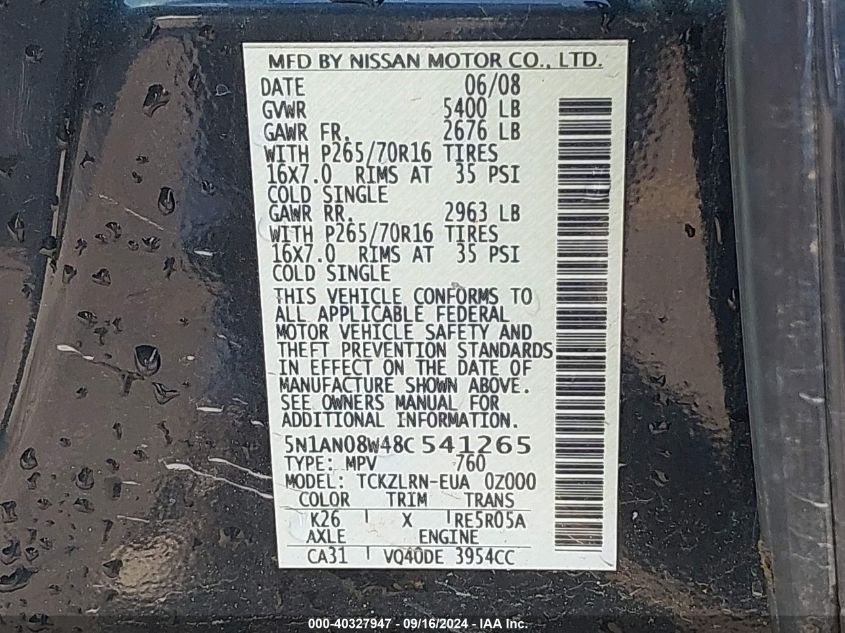 MFD BY NISSAN MOTOR CO., LTD.
DATE 06/08
GVWR 5400 LB
GAWR FR. 2676 LB
WITH P265/70R16 TIRES
16X7.0 RIMS AT 35 PSI
COLD SINGLE
GAWR RR. 2963 LB
WITH P265/70R16 TIRES
16X7.0 RIMS AT 35 PSI
COLD SINGLE
THIS VEHICLE CONFORMS TO
ALL APPLICABLE FEDERAL
MOTOR VEHICLE SAFETY AND
THEFT PREVENTION STANDARDS
IN EFFECT ON THE DATE OF
MANUFACTURE SHOWN ABOVE.
SEE OWNERS MANUAL FOR
ADDITIONAL INFORMATION.
5N1AN08W48C 541265
TYPE: MPV 760
MODEL: TCKZLRN-EUA 0Z000
COLOR TRIM TRANS
K26 X RE5R05A
AXLE ENGINE
CA31 VQ40DE 3954CC
000-40327947 - 09/16/2024 - IAA Inc.